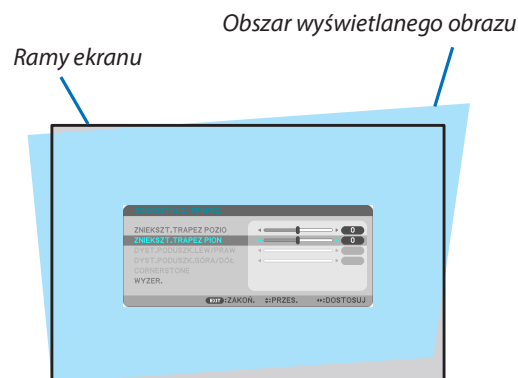 Obszar wyświetlanego obrazu
Ramy ekranu
ZNIEKSZT.TRAPEZ POZIO
0
ZNIEKSZT.TRAPEZ PION
0
DYST.PODUSZK.LEW/PRAW
DYST.PODUSZK.GÓRA/DÓŁ
CORNERSTONE
WYZER.
EXIT:ZAKOŃ. ↕:PRZES. ↔:DOSTOSUJ